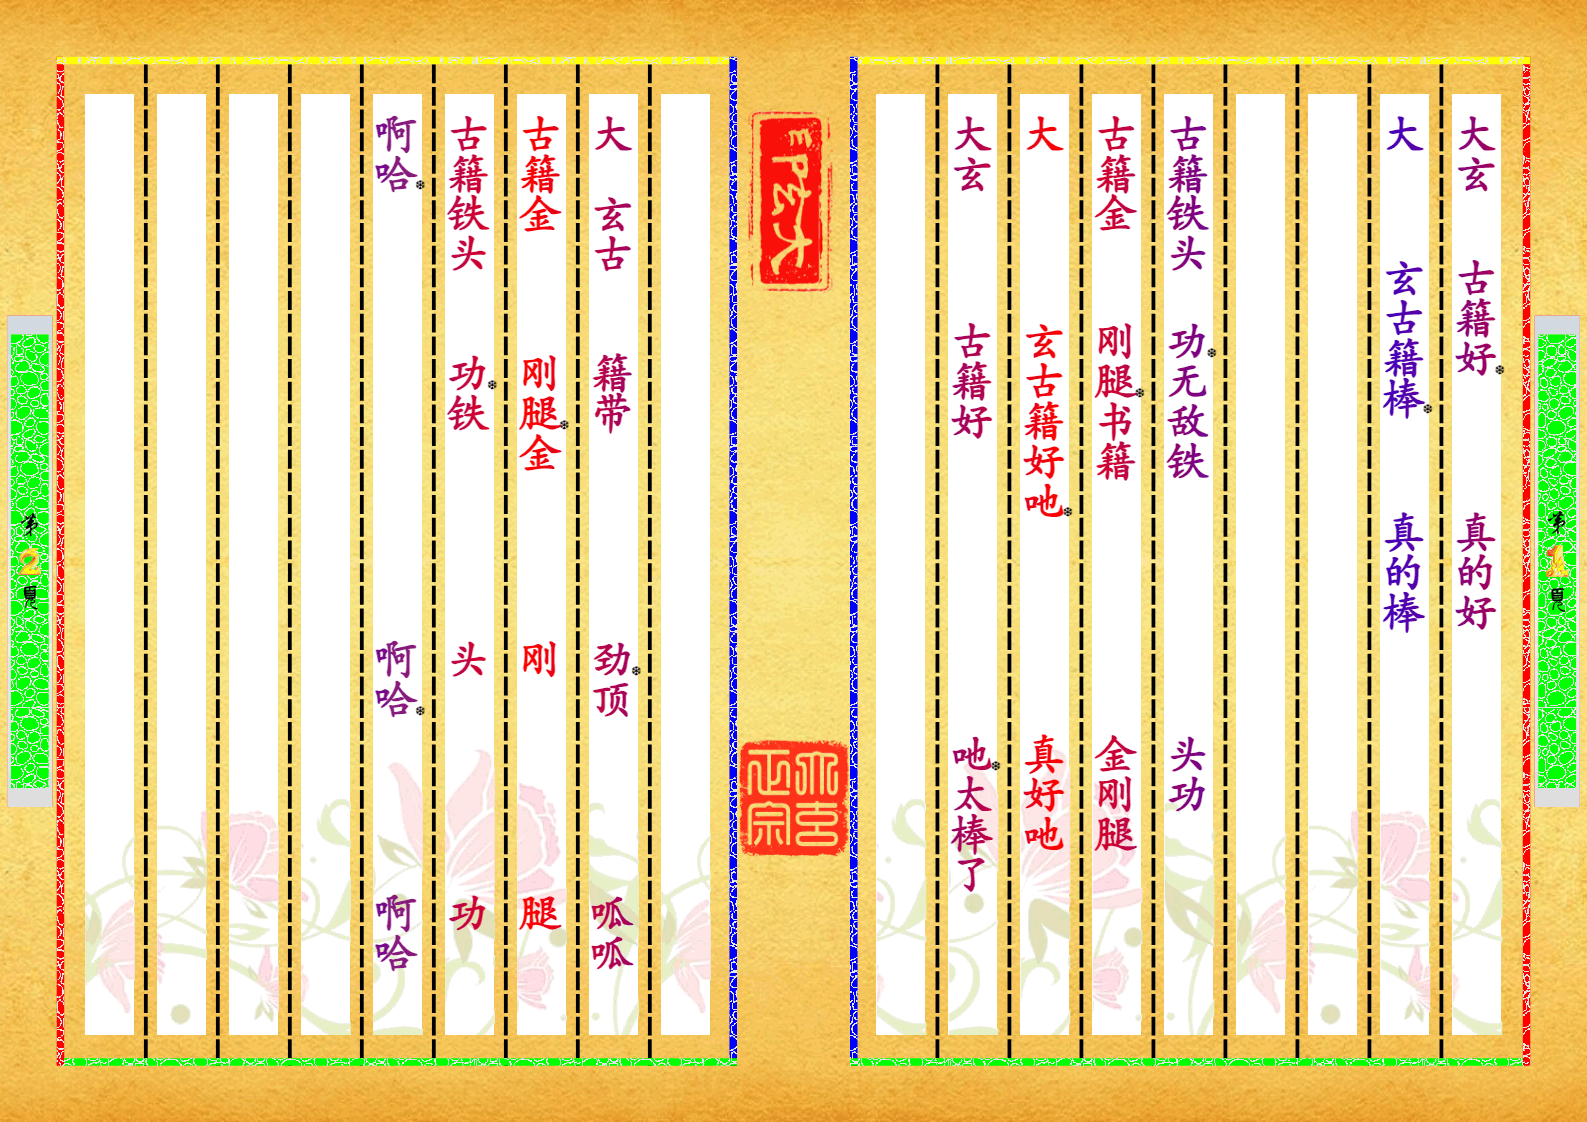 第1頁
大玄 古籍好❆ 真的好
大 玄古籍棒❆ 真的棒
古籍铁头 功❆无敌铁 头功
古籍金 刚腿❆书籍 金刚腿
大 玄古籍好吔❆ 真好吔
大玄 古籍好 吔❆太棒了
大玄印
大玄正宗
大 玄古 籍带 劲❆顶 呱呱
古籍金 刚腿❆金 刚 腿
古籍铁头 功❆铁 头 功
啊哈❆ 啊哈❆ 啊哈
第2頁